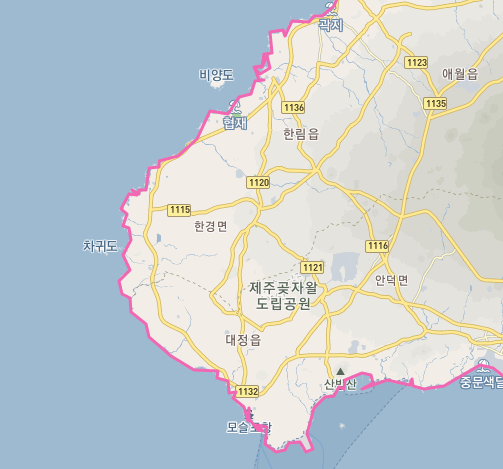 곽지
1123
애월읍
비양도
1135
1136
협재
한림읍
1120
1115
한경면
차귀도
1116
1121
안덕면
제주곶자왈
도립공원
대정읍
산방산
중문색달
1132
모슬포항